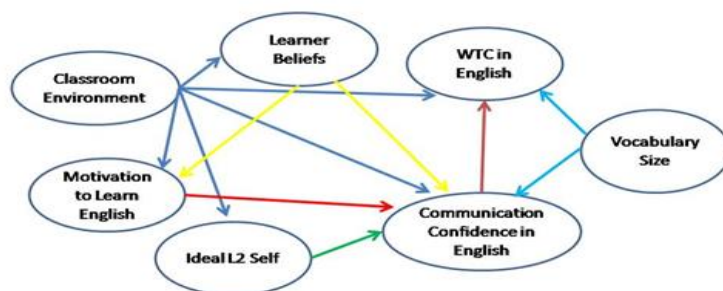 Learner
Beliefs
WTC in
English
Classroom
Environment
Vocabulary
Size
Motivation
to Learn
English
Communication
Confidence in
English
Ideal L2 Self